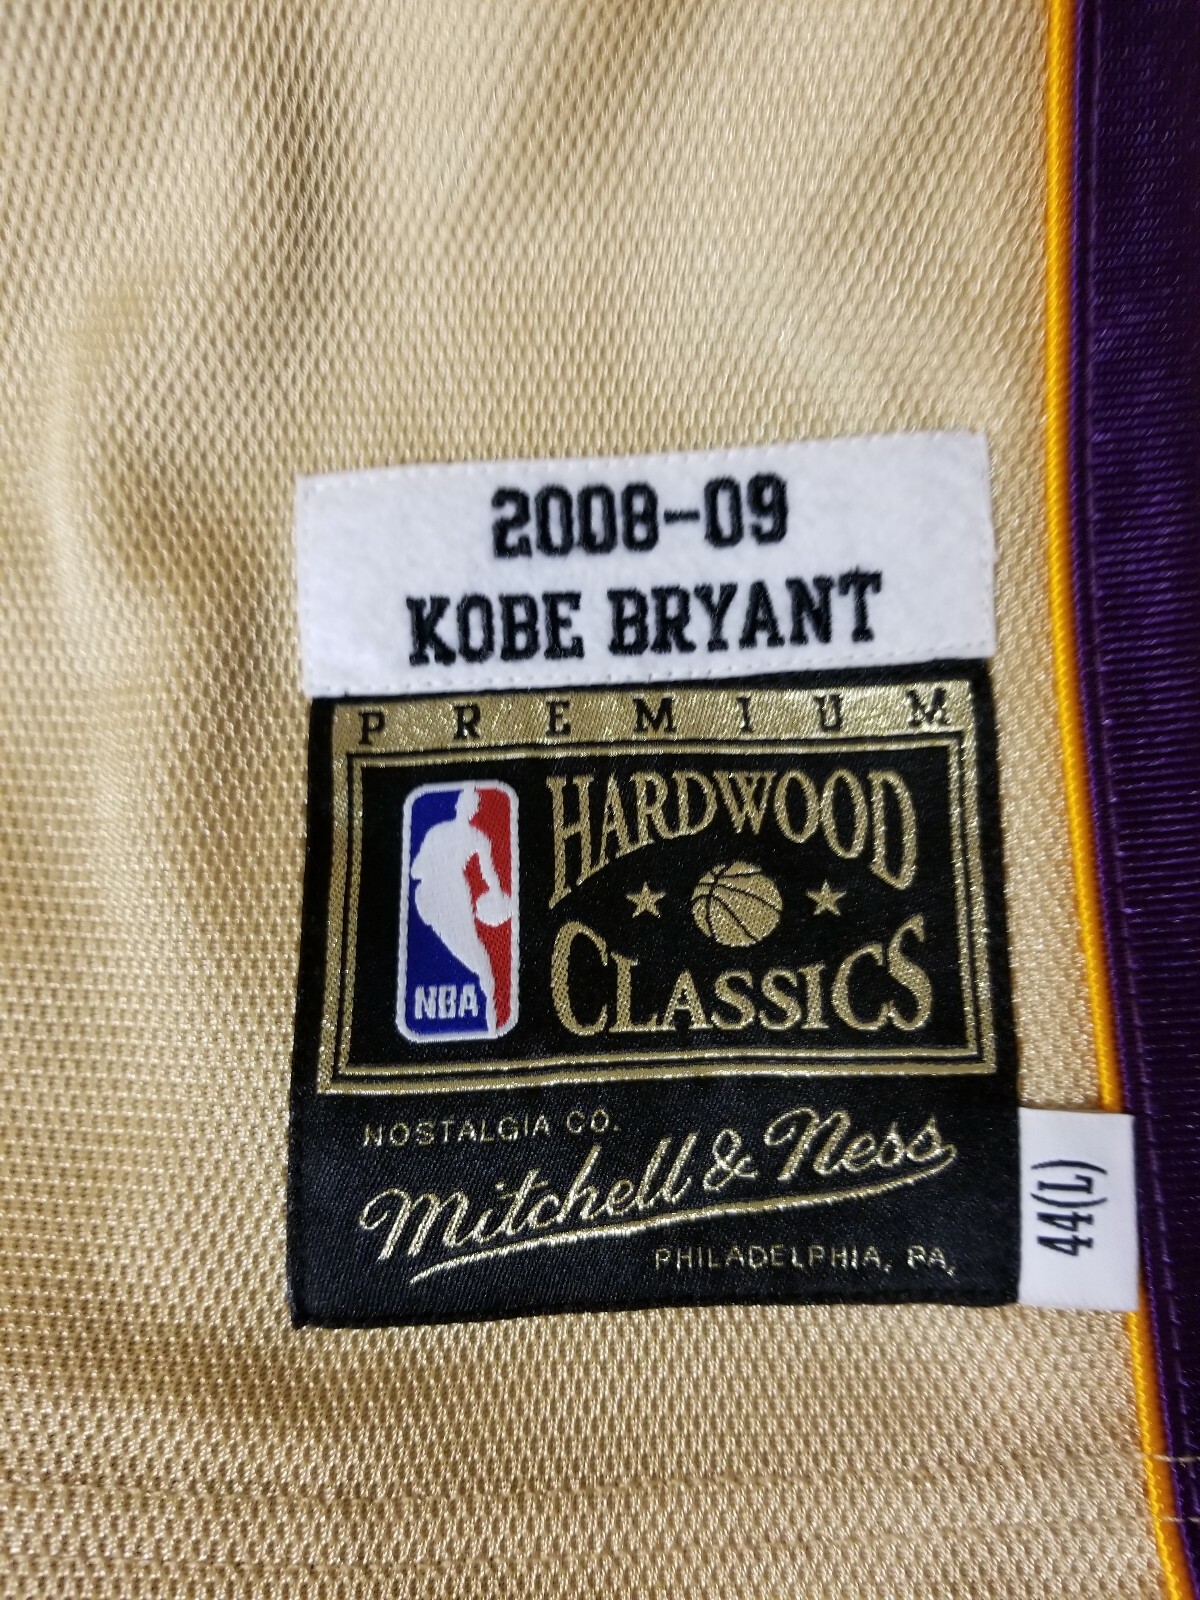 2008-09
KOBE BRYANT
PREMIUM
HARDWOOD
CLASSICS
NBA
NOSTALGIA CO.
Mitchell & Ness
PHILADELPHIA, PA.
44(L)